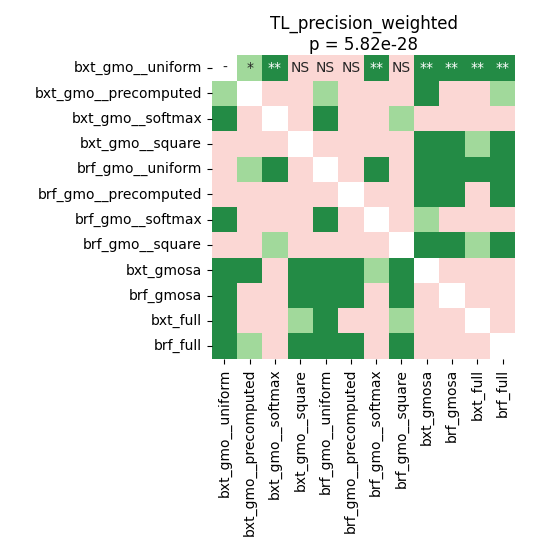 TL_precision_weighted
p = 5.82e-28
bxt_gmo__uniform - * ** NS NS NS ** NS ** ** ** **
bxt_gmo__precomputed
bxt_gmo__softmax
bxt_gmo__square
brf_gmo__uniform
brf_gmo__precomputed
brf_gmo__softmax
brf_gmo__square
bxt_gmosa
brf_gmosa
bxt_full
brf_full
bxt_gmo__uniform
bxt_gmo__precomputed
bxt_gmo__softmax
bxt_gmo__square
brf_gmo__uniform
brf_gmo__precomputed
brf_gmo__softmax
brf_gmo__square
bxt_gmosa
brf_gmosa
bxt_full
brf_full